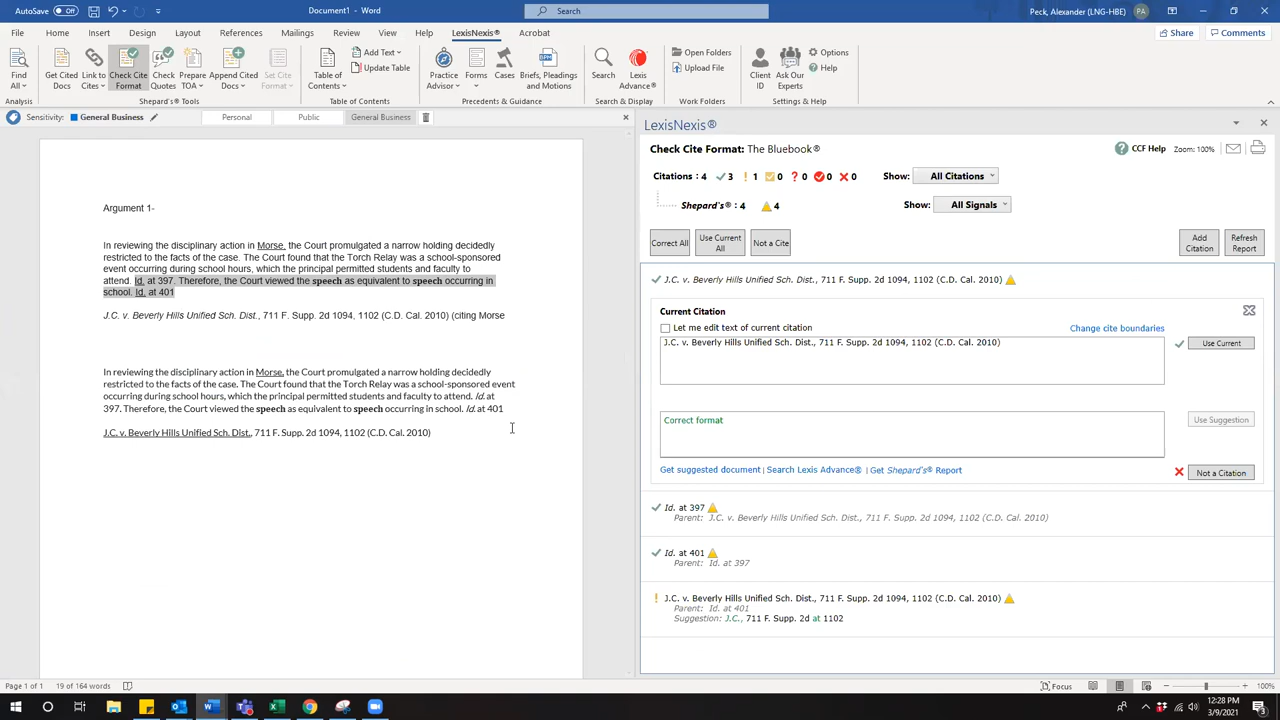 AutoSave Off
Document1 - Word
Search
Peck, Alexander (LNG-HBE)
File Home Insert Design Layout References Mailings Review View Help LexisNexis® Acrobat
Share Comments
Find All
Get Cited Docs
Link to Cites
Check Cite Format
Check Quotes
Prepare TOA
Append Cited Docs
Set Cite Format
Table of Contents
Add Text
Update Table
Practice Advisor
Forms
Cases
Briefs, Pleadings and Motions
Search
Lexis Advance®
Open Folders
Upload File
Client ID
Ask Our Experts
Options
Help
Analysis
Shepard's® Tools
Table of Contents
Precedents & Guidance
Search & Display
Work Folders
Settings & Help
Sensitivity: General Business
Personal Public General Business
Argument 1-
In reviewing the disciplinary action in Morse, the Court promulgated a narrow holding decidedly
restricted to the facts of the case. The Court found that the Torch Relay was a school-sponsored
event occurring during school hours, which the principal permitted students and faculty to
attend. Id. at 397. Therefore, the Court viewed the speech as equivalent to speech occurring in
school. Id. at 401
J.C. v. Beverly Hills Unified Sch. Dist., 711 F. Supp. 2d 1094, 1102 (C.D. Cal. 2010) (citing Morse
In reviewing the disciplinary action in Morse, the Court promulgated a narrow holding decidedly
restricted to the facts of the case. The Court found that the Torch Relay was a school-sponsored event
occurring during school hours, which the principal permitted students and faculty to attend. Id. at
397. Therefore, the Court viewed the speech as equivalent to speech occurring in school. Id. at 401
J.C. v. Beverly Hills Unified Sch. Dist., 711 F. Supp. 2d 1094, 1102 (C.D. Cal. 2010)
LexisNexis®
Check Cite Format: The Bluebook®
CCF Help Zoom: 100%
Citations : 4 3 1 0 0 0 0 Show: All Citations
Shepard's® : 4 4 Show: All Signals
Correct All
Use Current All
Not a Cite
Add Citation
Refresh Report
J.C. v. Beverly Hills Unified Sch. Dist., 711 F. Supp. 2d 1094, 1102 (C.D. Cal. 2010)
Current Citation
Let me edit text of current citation
Change cite boundaries
J.C. v. Beverly Hills Unified Sch. Dist., 711 F. Supp. 2d 1094, 1102 (C.D. Cal. 2010)
Use Current
Correct format
Use Suggestion
Get suggested document | Search Lexis Advance® | Get Shepard's® Report
Not a Citation
Id. at 397
Parent: J.C. v. Beverly Hills Unified Sch. Dist., 711 F. Supp. 2d 1094, 1102 (C.D. Cal. 2010)
Id. at 401
Parent: Id. at 397
J.C. v. Beverly Hills Unified Sch. Dist., 711 F. Supp. 2d 1094, 1102 (C.D. Cal. 2010)
Parent: Id. at 401
Suggestion: J.C., 711 F. Supp. 2d at 1102
Page 1 of 1 19 of 164 words
Focus
100%
12:28 PM
3/9/2021